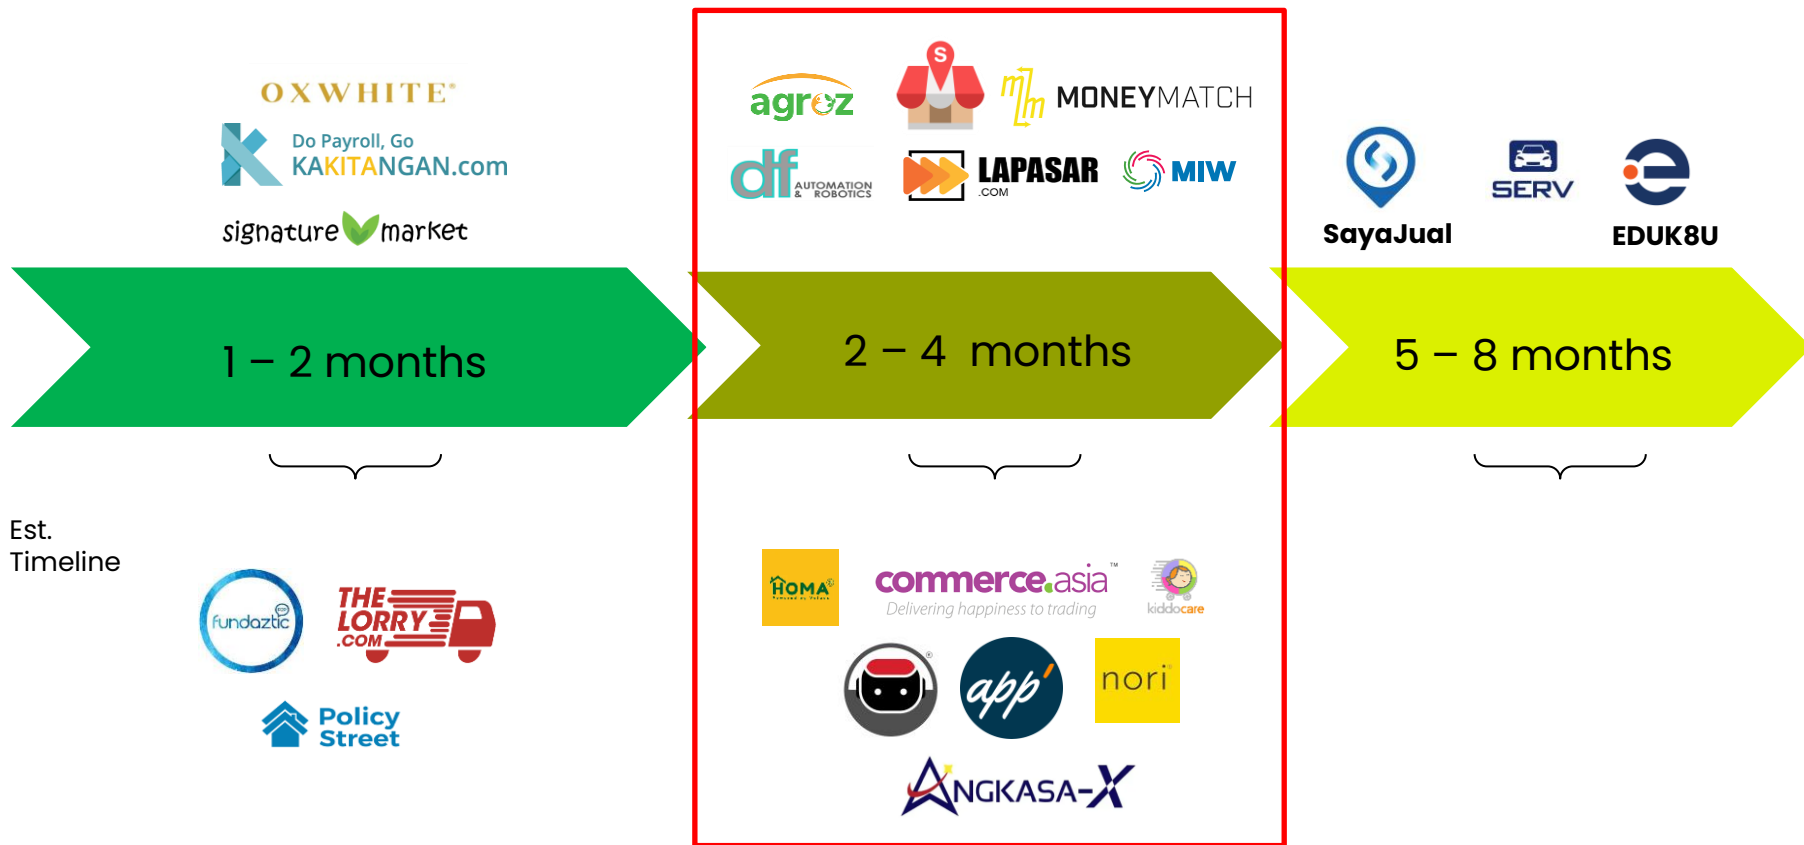 OXWHITE®
Do Payroll, Go
KAKITANGAN.com
signature market
agroz
S
mm MONEYMATCH
df AUTOMATION
& ROBOTICS
LAPASAR
.COM
MIW
SayaJual
SERV
e
EDUK8U
1 – 2 months
2 – 4 months
5 – 8 months
Est.
Timeline
fundaztic
THE
LORRY
.COM
Policy
Street
HOMA
commerce.asia™
Delivering happiness to trading
kiddocare
®
app'
nori
ANGKASA-X